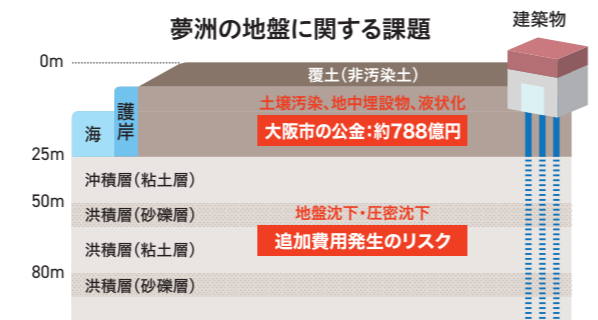 夢洲の地盤に関する課題
建築物
0m
覆土(非汚染土)
土壌汚染、地中埋設物、液状化
大阪市の公金:約788億円
護岸
海
25m
沖積層(粘土層)
50m
洪積層(砂礫層)
地盤沈下・圧密沈下
追加費用発生のリスク
洪積層(粘土層)
80m
洪積層(砂礫層)